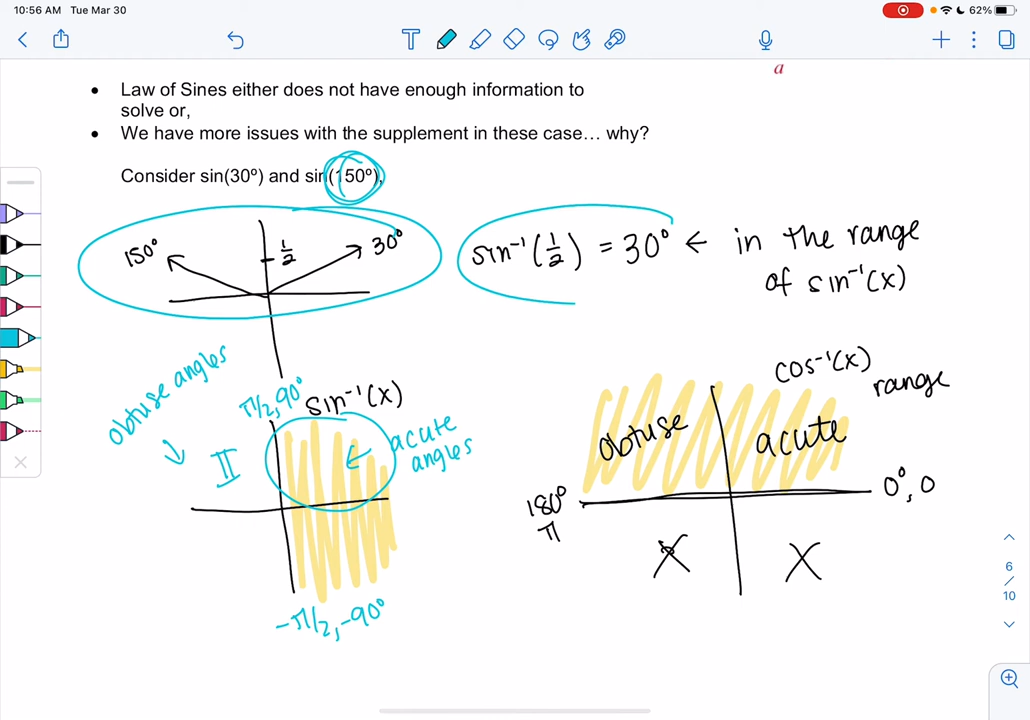 10:56 AM Tue Mar 30
62%
T
a
• Law of Sines either does not have enough information to
solve or,
• We have more issues with the supplement in these case… why?
Consider sin(30º) and sin(150º),
150°
1/2
30°
sin⁻¹(1/2) = 30° ← in the range
of sin⁻¹(x)
obtuse angles
π/2, 90°
sin⁻¹(x)
II
acute
angles
-π/2, -90°
cos⁻¹(x)
range
obtuse
acute
180°
π
0°, 0
X
X
6
/
10